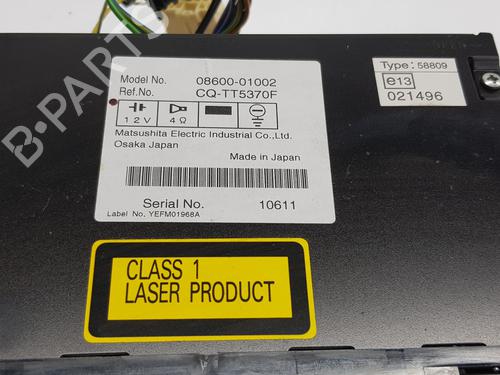 Model No. 08600-01002
Ref.No. CQ-TT5370F
12V 4Ω
Matsushita Electric Industrial Co.,Ltd.
Osaka Japan
Made in Japan
Serial No. 10611
Label No. YEFM01968A
Type: 58809
e13
021496
CLASS 1
LASER PRODUCT
B-PARTS